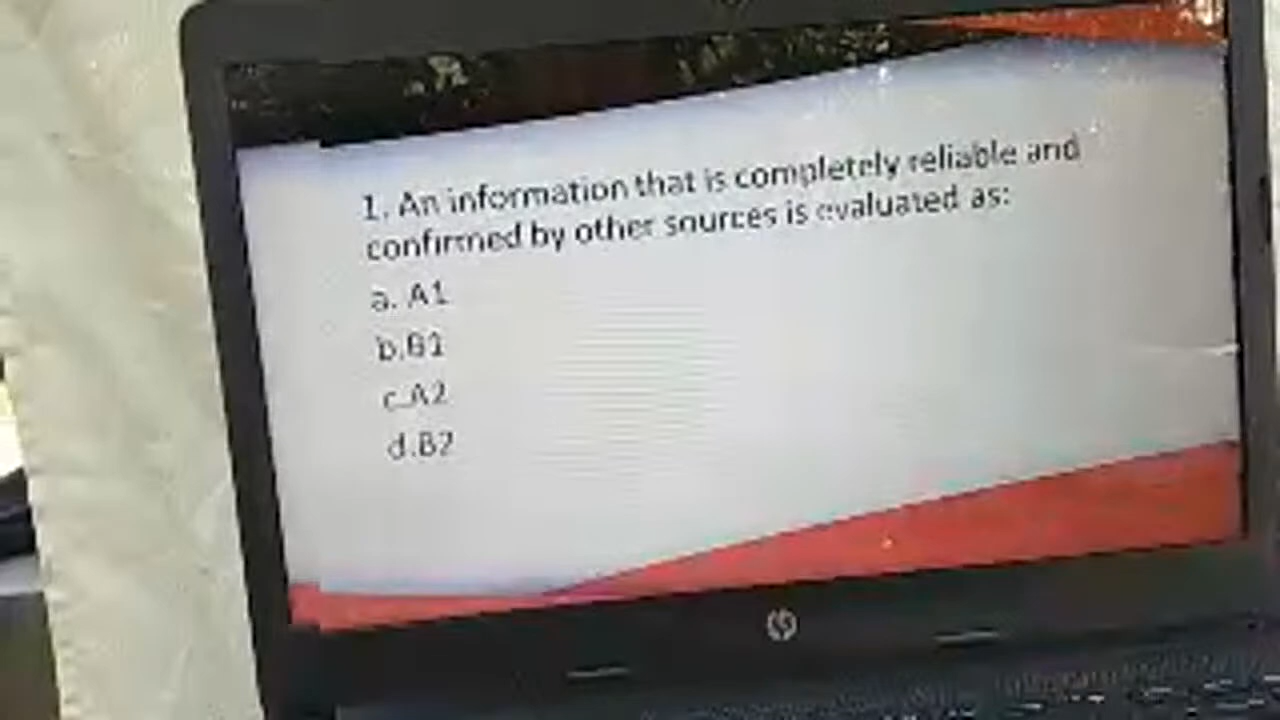 1. An information that is completely reliable and
confirmed by other sources is evaluated as:
a. A1
b.B1
c.A2
d.B2
hp